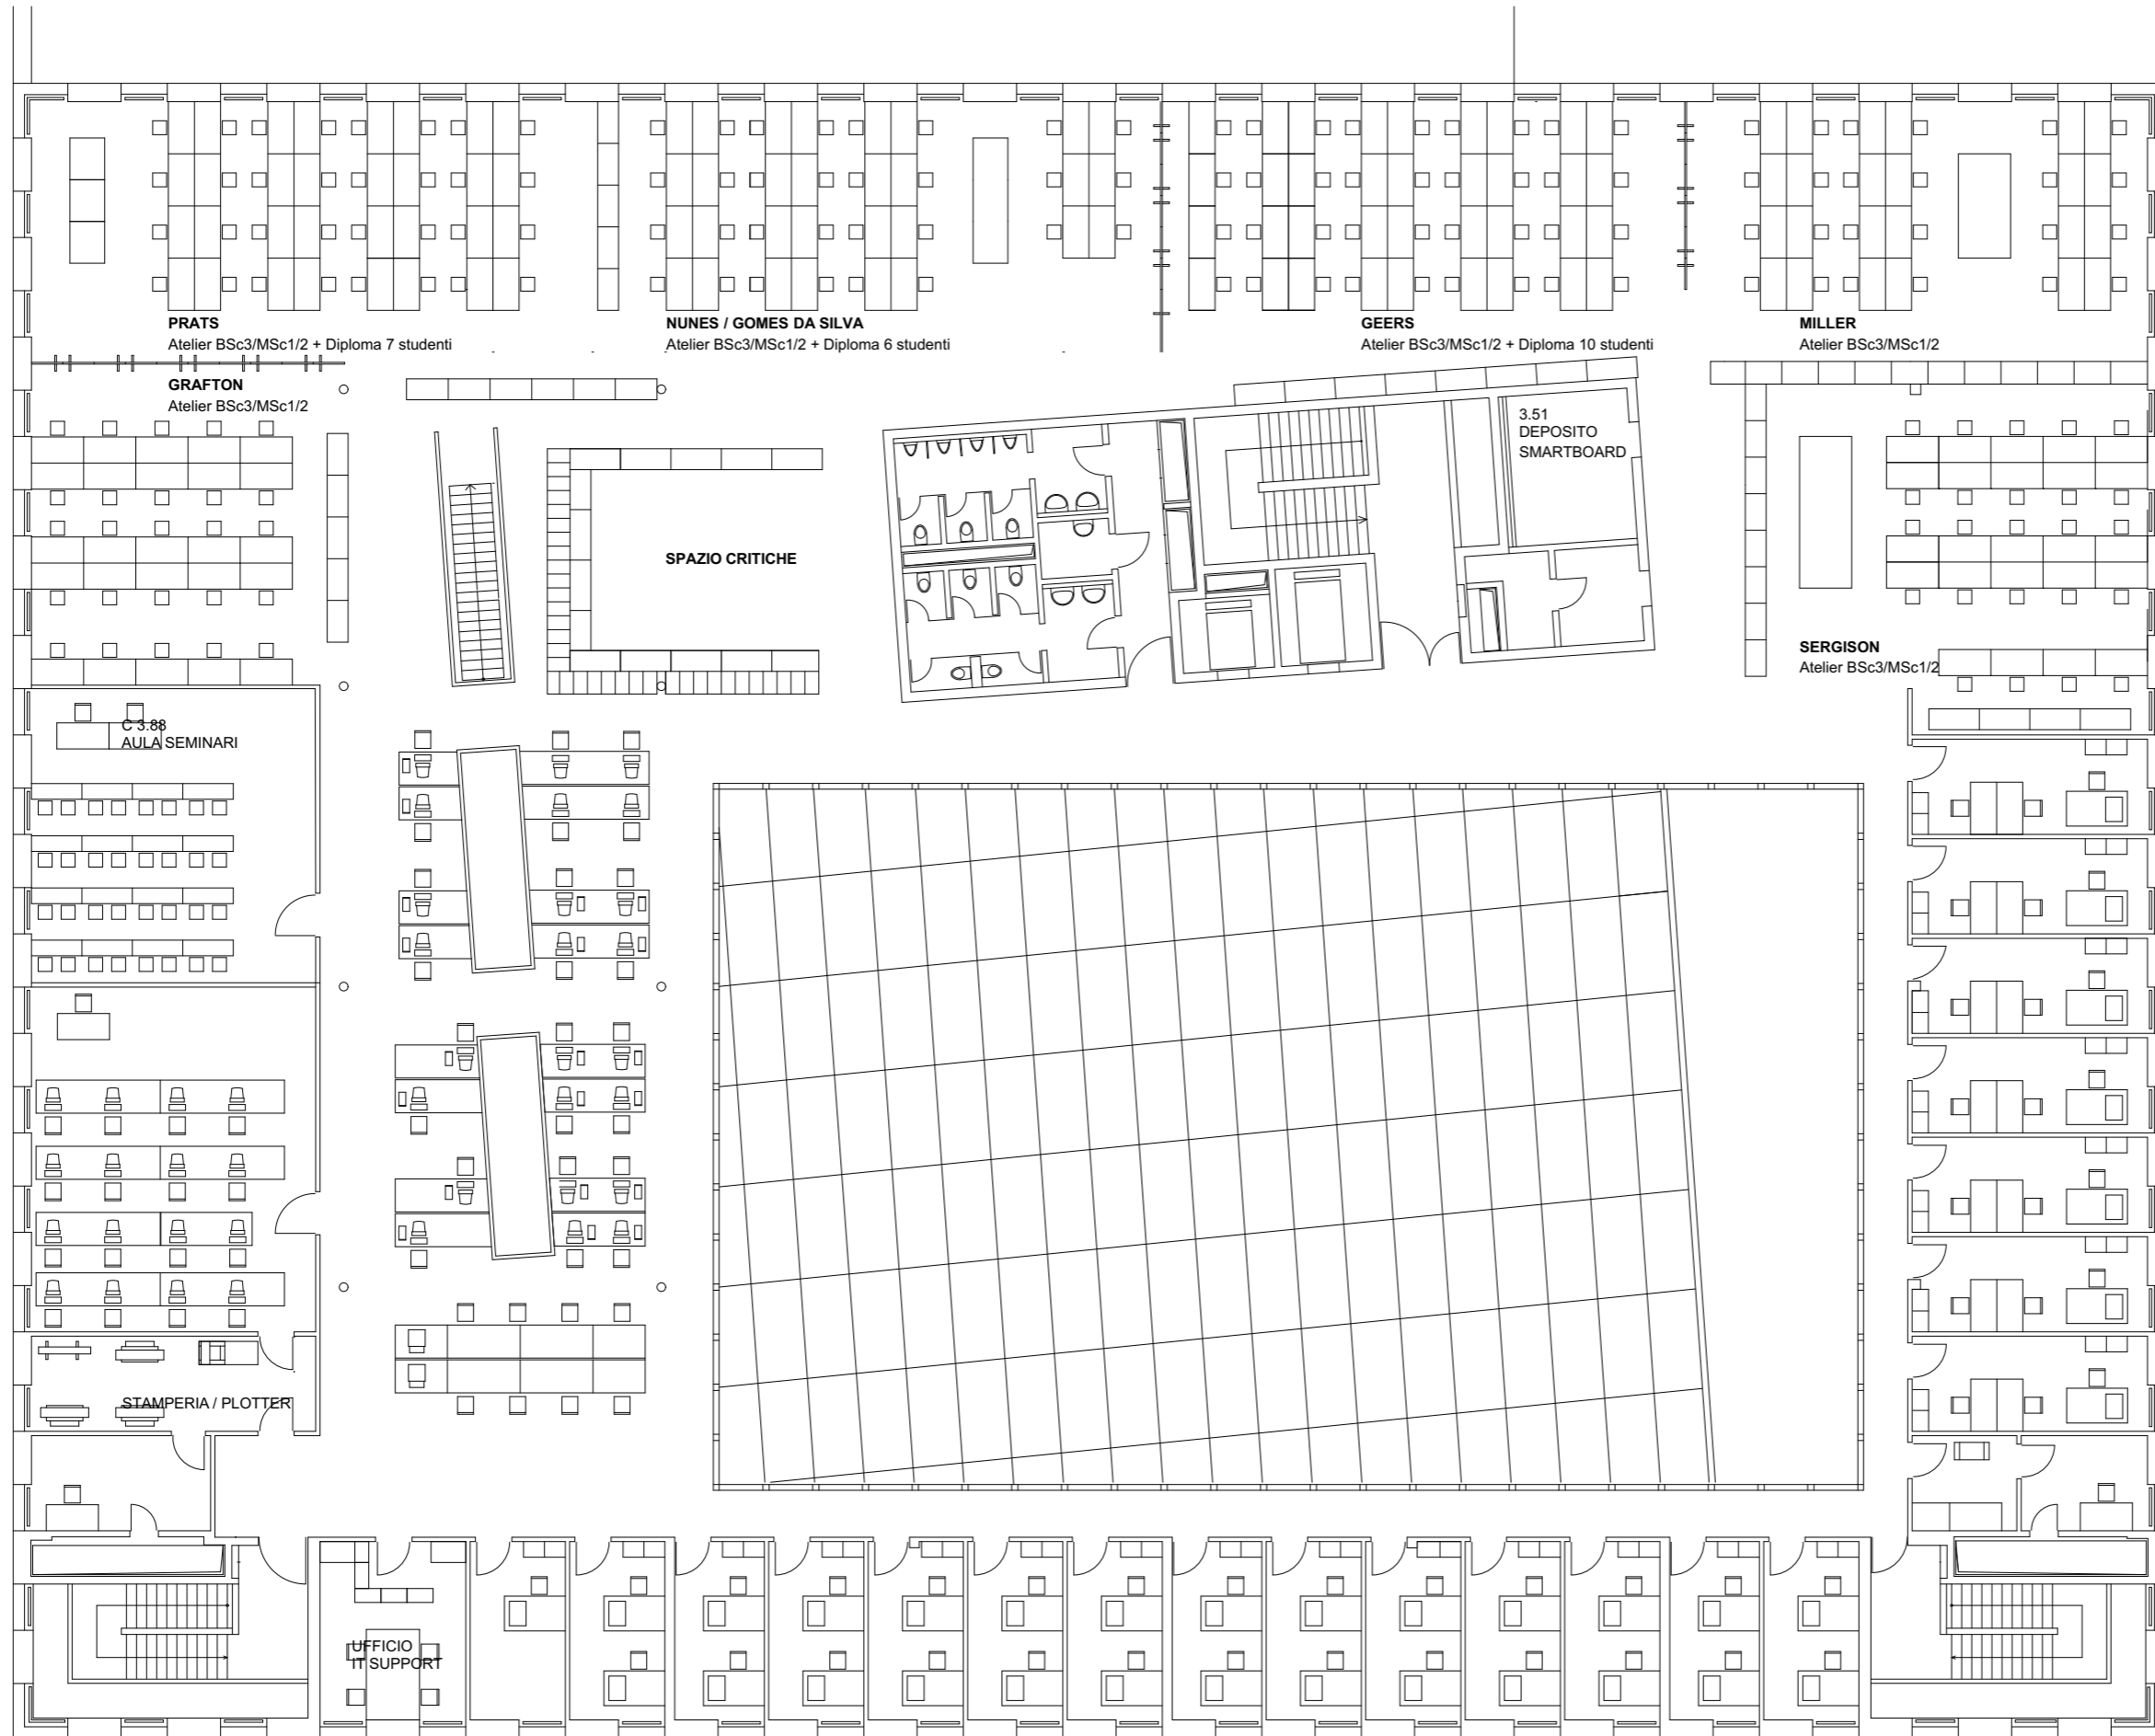 PRATS
Atelier BSc3/MSc1/2 + Diploma 7 studenti
NUNES / GOMES DA SILVA
Atelier BSc3/MSc1/2 + Diploma 6 studenti
GEERS
Atelier BSc3/MSc1/2 + Diploma 10 studenti
MILLER
Atelier BSc3/MSc1/2
GRAFTON
Atelier BSc3/MSc1/2
3.51
DEPOSITO
SMARTBOARD
SPAZIO CRITICHE
SERGISON
Atelier BSc3/MSc1/2
C 3.88
AULA SEMINARI
STAMPERIA / PLOTTER
UFFICIO
IT SUPPORT